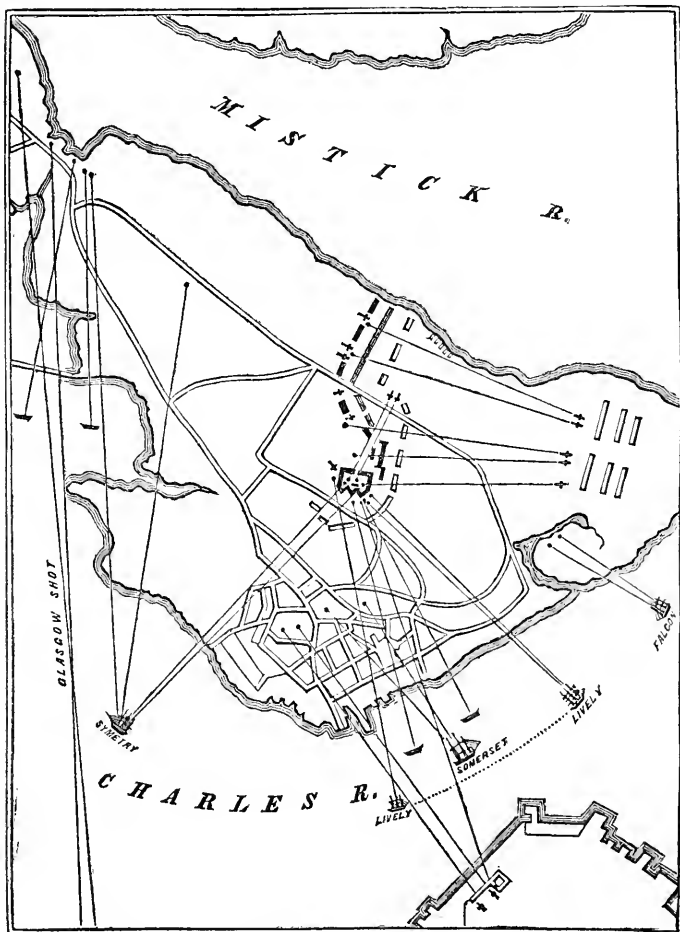 MISTICK R.
GLASGOW SHOT
FALCON
LIVELY
SYMETRY
SOMERSET
CHARLES R.
LIVELY